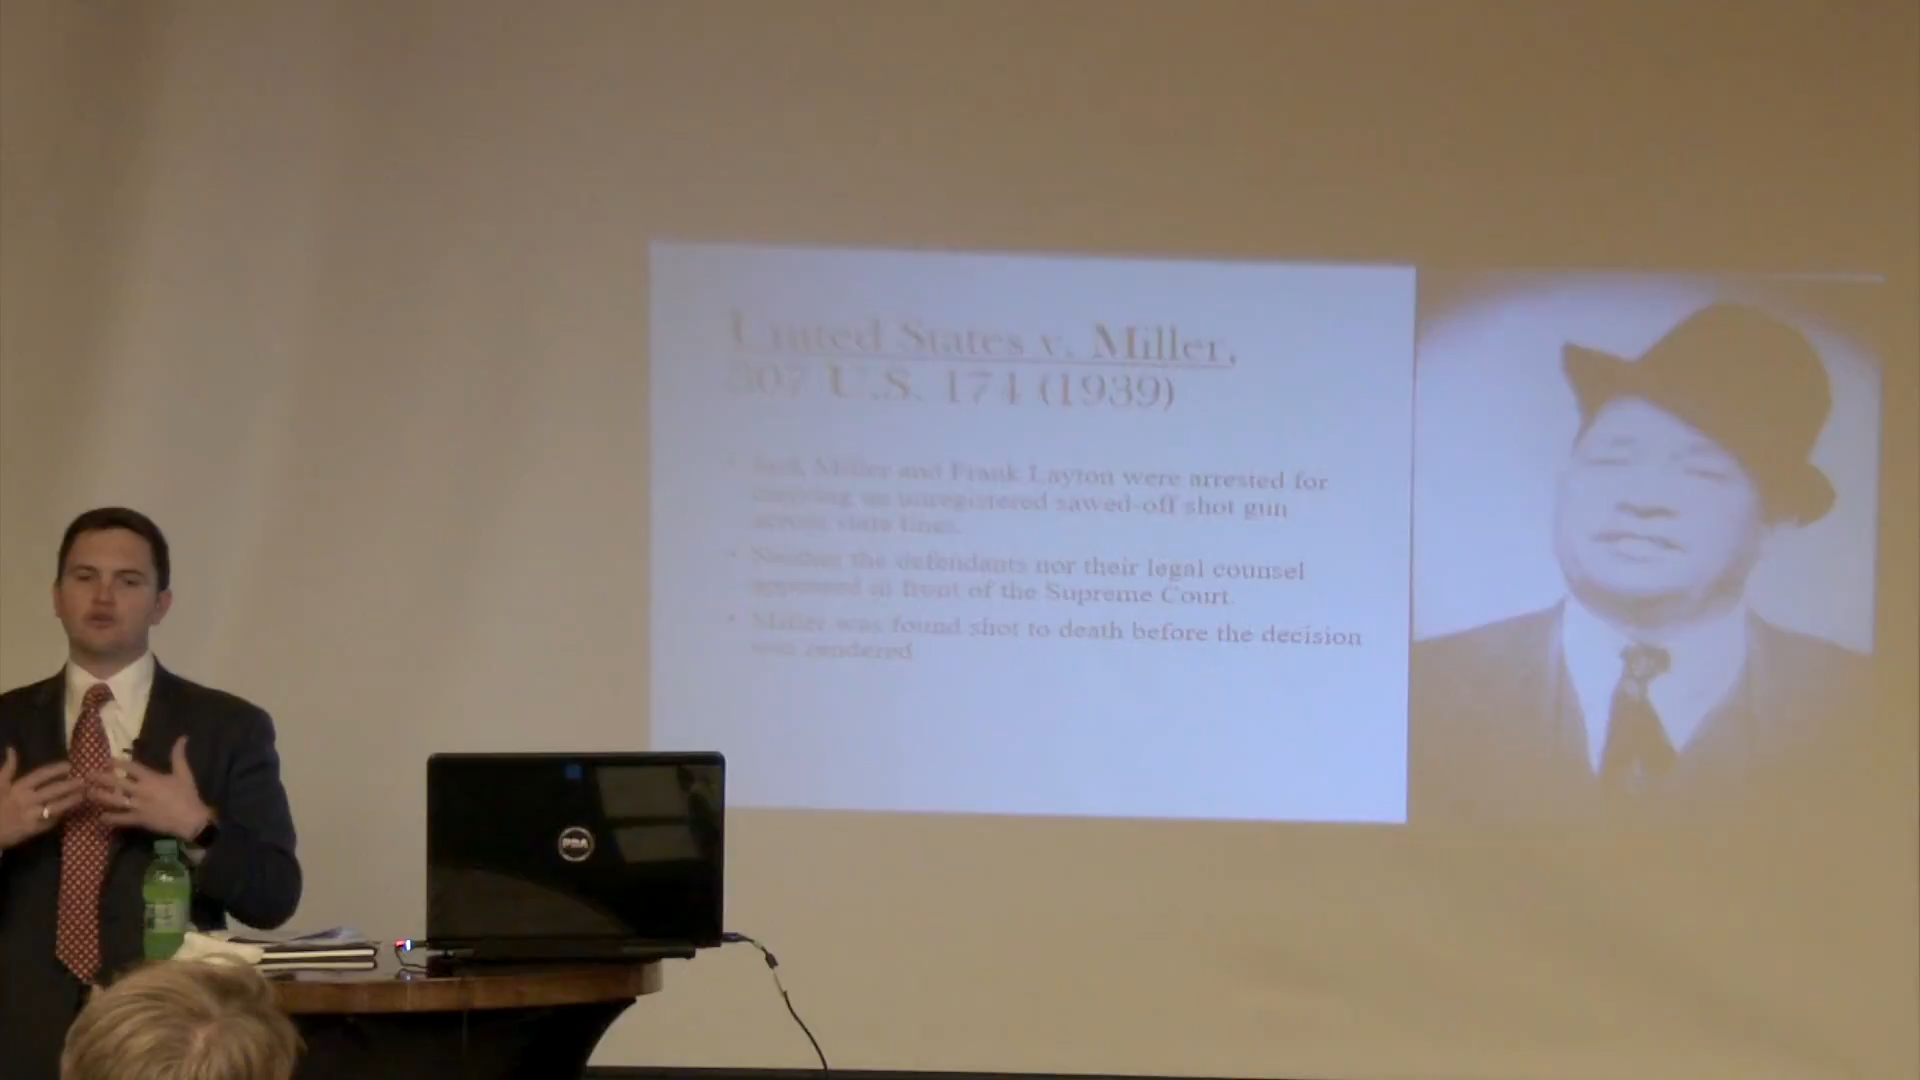 United States v. Miller,
307 U.S. 174 (1939)
• Jack Miller and Frank Layton were arrested for
carrying an unregistered sawed-off shot gun
across state lines.
• Neither the defendants nor their legal counsel
appeared in front of the Supreme Court.
• Miller was found shot to death before the decision
was rendered